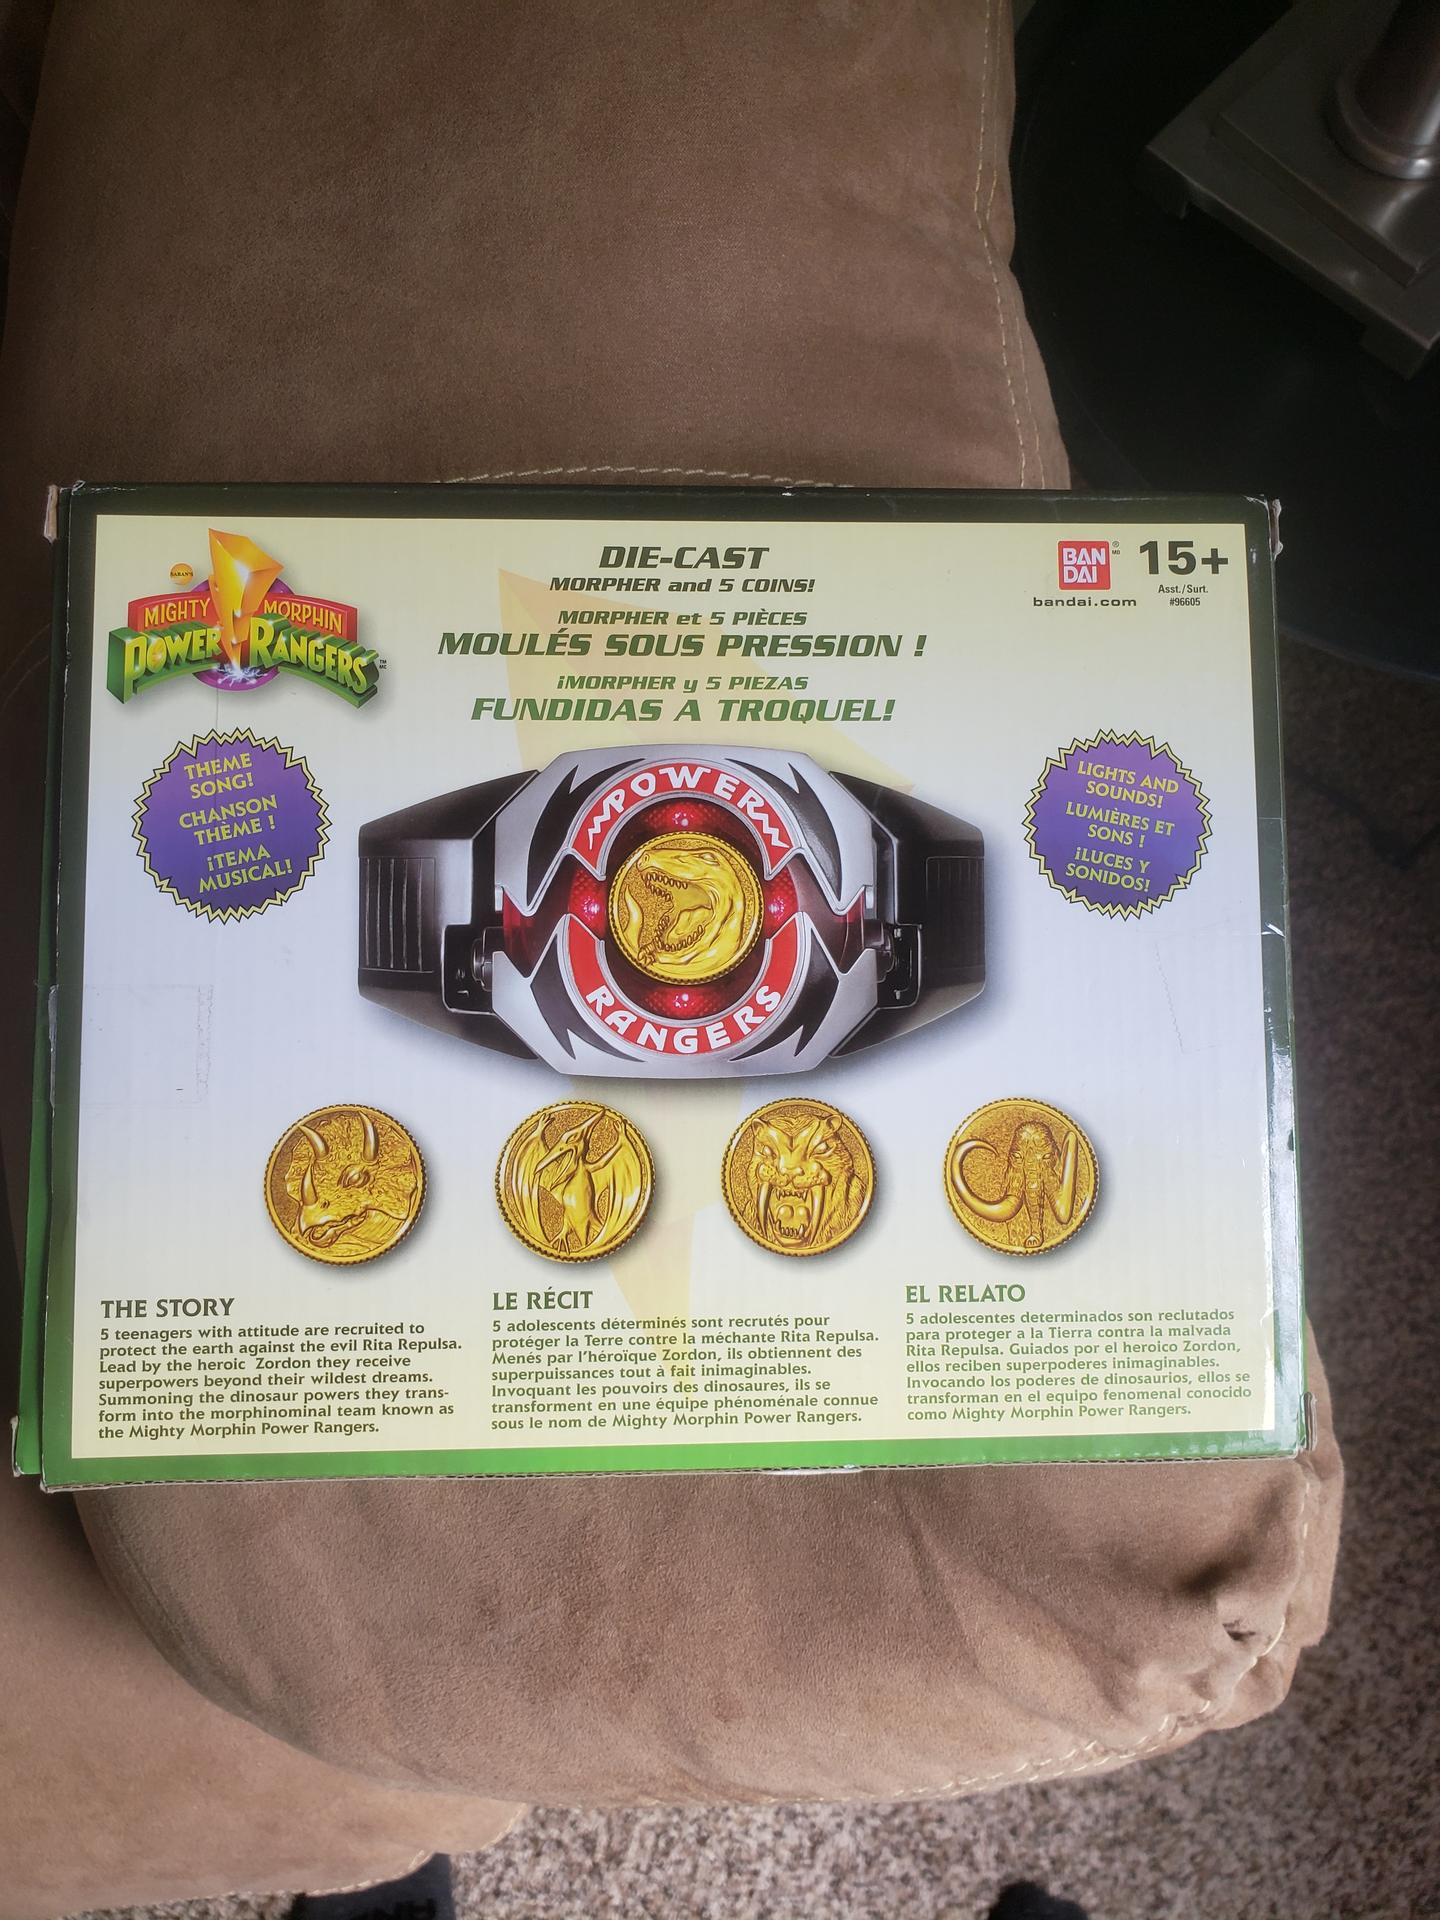 SABAN'S
MIGHTY MORPHIN
POWER RANGERS
TM
MC
DIE-CAST
MORPHER and 5 COINS!
MORPHER et 5 PIÈCES
MOULÉS SOUS PRESSION !
¡MORPHER y 5 PIEZAS
FUNDIDAS A TROQUEL!
BAN
DAI
®
MD
bandai.com
15+
Asst./Surt.
#96605
THEME
SONG!
CHANSON
THÈME !
¡TEMA
MUSICAL!
POWER
RANGERS
LIGHTS AND
SOUNDS!
LUMIÈRES ET
SONS !
¡LUCES Y
SONIDOS!
THE STORY
5 teenagers with attitude are recruited to
protect the earth against the evil Rita Repulsa.
Lead by the heroic Zordon they receive
superpowers beyond their wildest dreams.
Summoning the dinosaur powers they trans-
form into the morphinominal team known as
the Mighty Morphin Power Rangers.
LE RÉCIT
5 adolescents déterminés sont recrutés pour
protéger la Terre contre la méchante Rita Repulsa.
Menés par l'héroïque Zordon, ils obtiennent des
superpuissances tout à fait inimaginables.
Invoquant les pouvoirs des dinosaures, ils se
transforment en une équipe phénoménale connue
sous le nom de Mighty Morphin Power Rangers.
EL RELATO
5 adolescentes determinados son reclutados
para proteger a la Tierra contra la malvada
Rita Repulsa. Guiados por el heroico Zordon,
ellos reciben superpoderes inimaginables.
Invocando los poderes de dinosaurios, ellos se
transforman en el equipo fenomenal conocido
como Mighty Morphin Power Rangers.